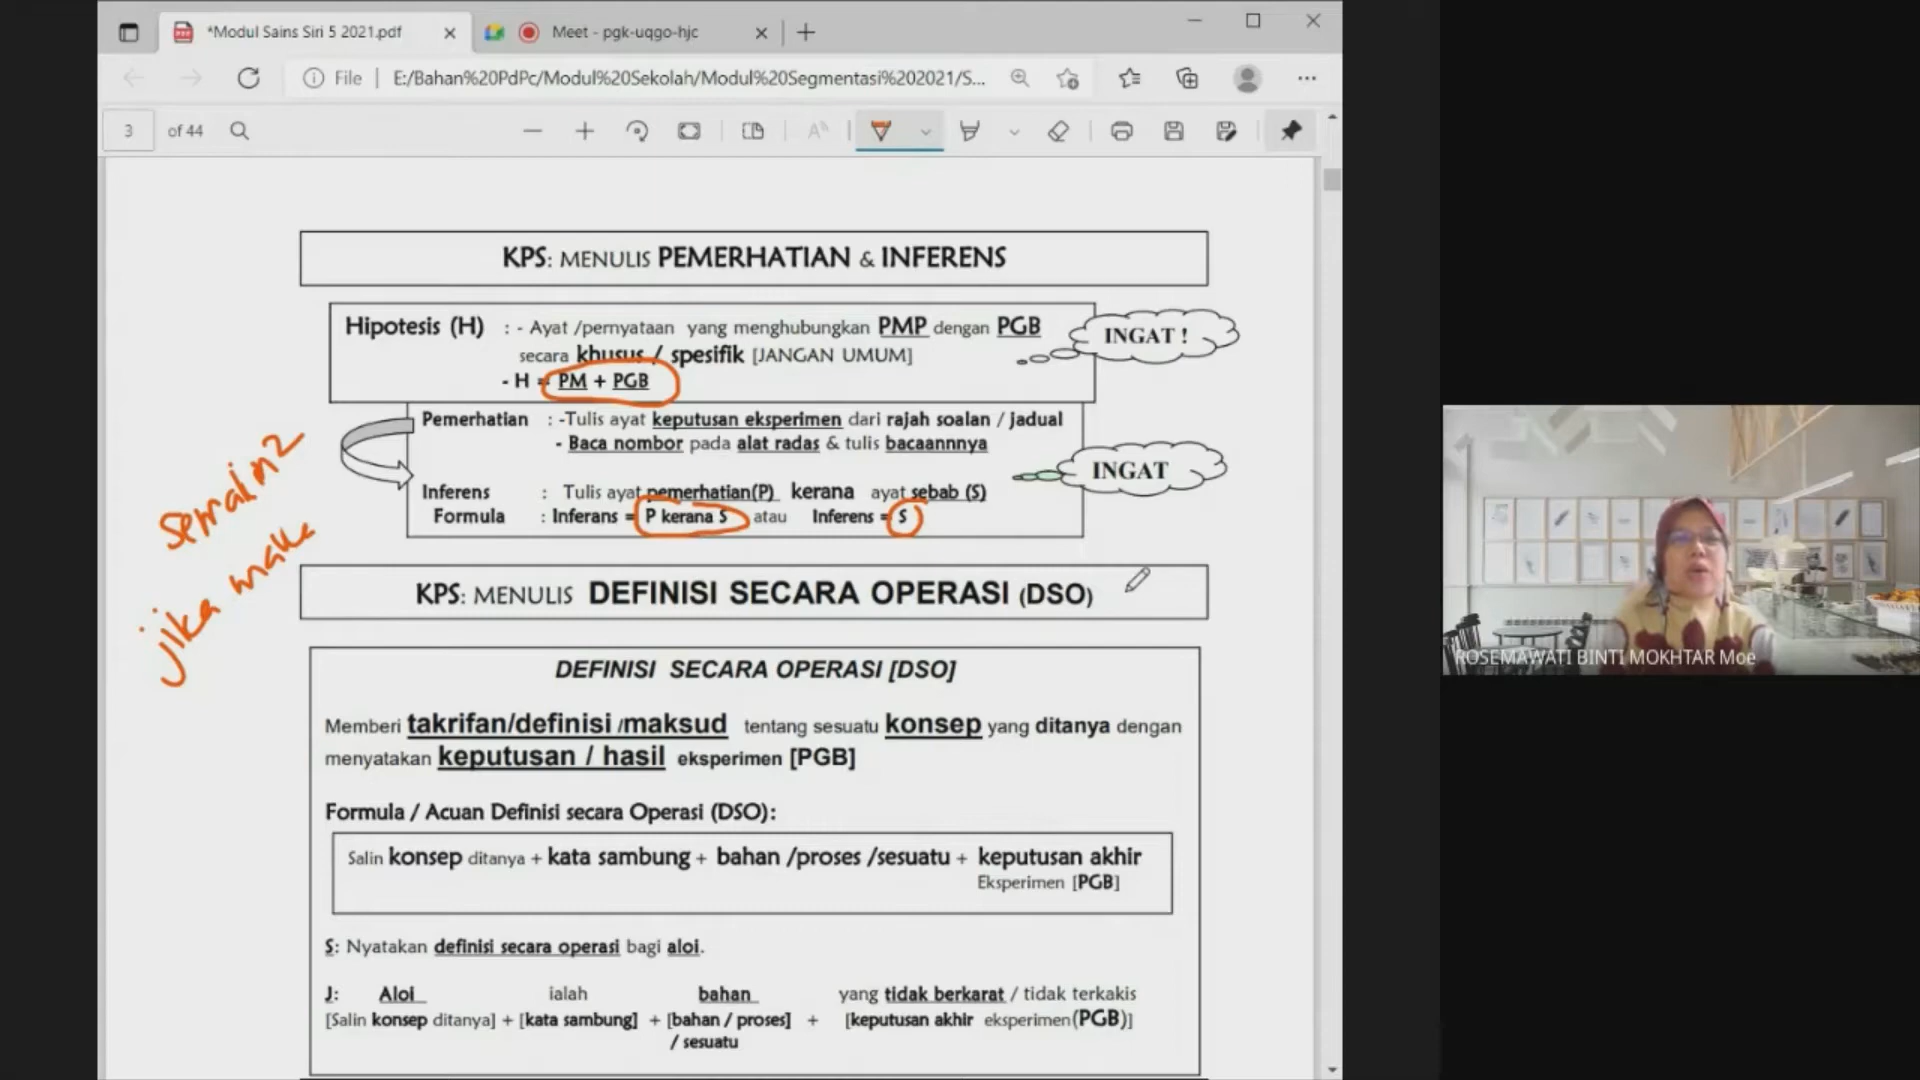 *Modul Sains Siri 5 2021.pdf
Meet - pgk-uqgo-hjc
File | E:/Bahan%20PdPc/Modul%20Sekolah/Modul%20Segmentasi%202021/S...
3 of 44
KPS: MENULIS PEMERHATIAN & INFERENS
Hipotesis (H) : - Ayat /pernyataan yang menghubungkan PMP dengan PGB
secara khusus / spesifik [JANGAN UMUM]
- H = PM + PGB
INGAT !
Pemerhatian : -Tulis ayat keputusan eksperimen dari rajah soalan / jadual
- Baca nombor pada alat radas & tulis bacaannnya
INGAT
Inferens : Tulis ayat pemerhatian(P) kerana ayat sebab (S)
Formula : Inferans = P kerana S atau Inferens = S
semakin2
jika maka
KPS: MENULIS DEFINISI SECARA OPERASI (DSO)
DEFINISI SECARA OPERASI [DSO]
Memberi takrifan/definisi /maksud tentang sesuatu konsep yang ditanya dengan
menyatakan keputusan / hasil eksperimen [PGB]
Formula / Acuan Definisi secara Operasi (DSO):
Salin konsep ditanya + kata sambung + bahan /proses /sesuatu + keputusan akhir
Eksperimen [PGB]
S: Nyatakan definisi secara operasi bagi aloi.
J: Aloi ialah bahan yang tidak berkarat / tidak terkakis
[Salin konsep ditanya] + [kata sambung] + [bahan / proses] + [keputusan akhir eksperimen(PGB)]
/ sesuatu
ROSEMAWATI BINTI MOKHTAR Moe